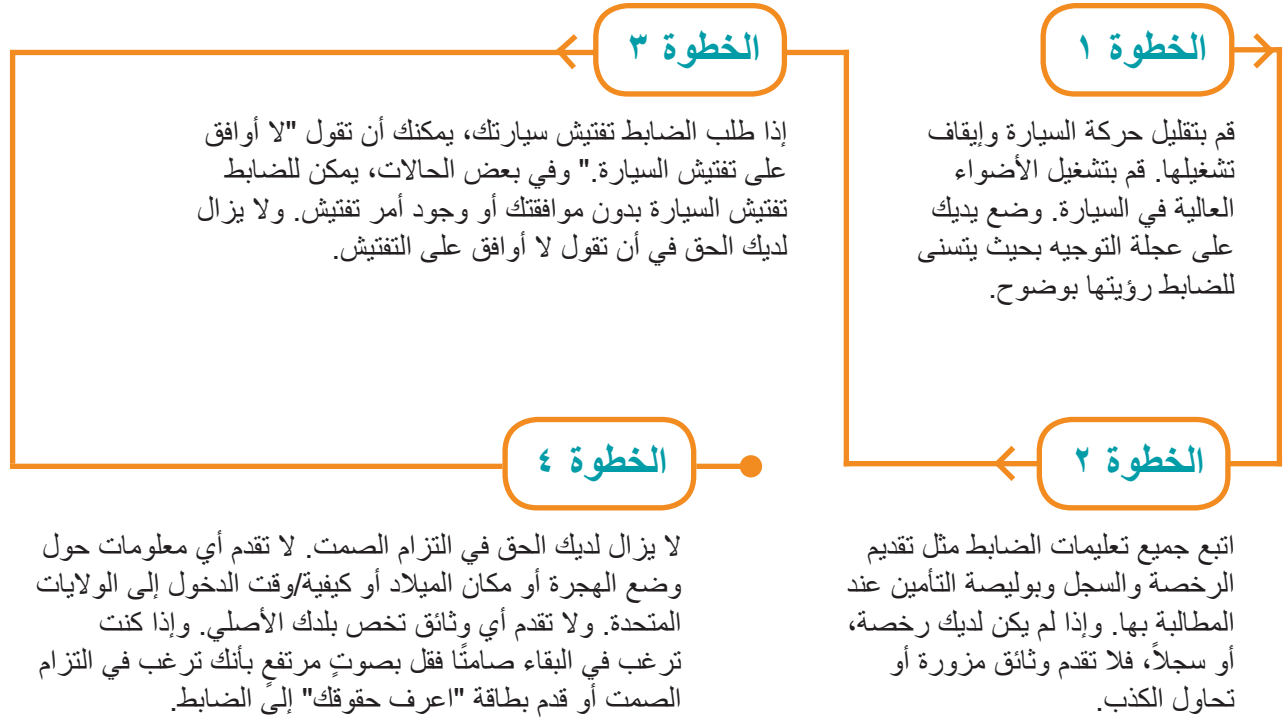 الخطوة ١
قم بتقليل حركة السيارة وإيقاف
تشغيلها. قم بتشغيل الأضواء
العالية في السيارة. وضع يديك
على عجلة التوجيه بحيث يتسنى
للضابط رؤيتها بوضوح.
الخطوة ٢
اتبع جميع تعليمات الضابط مثل تقديم
الرخصة والسجل وبوليصة التأمين عند
المطالبة بها. وإذا لم يكن لديك رخصة،
أو سجلاً، فلا تقدم وثائق مزورة أو
تحاول الكذب.
الخطوة ٣
إذا طلب الضابط تفتيش سيارتك، يمكنك أن تقول "لا أوافق
على تفتيش السيارة." وفي بعض الحالات، يمكن للضابط
تفتيش السيارة بدون موافقتك أو وجود أمر تفتيش. ولا يزال
لديك الحق في أن تقول لا أوافق على التفتيش.
الخطوة ٤
لا يزال لديك الحق في التزام الصمت. لا تقدم أي معلومات حول
وضع الهجرة أو مكان الميلاد أو كيفية/وقت الدخول إلى الولايات
المتحدة. ولا تقدم أي وثائق تخص بلدك الأصلي. وإذا كنت
ترغب في البقاء صامتًا فقل بصوتٍ مرتفعٍ بأنك ترغب في التزام
الصمت أو قدم بطاقة "اعرف حقوقك" إلى الضابط.